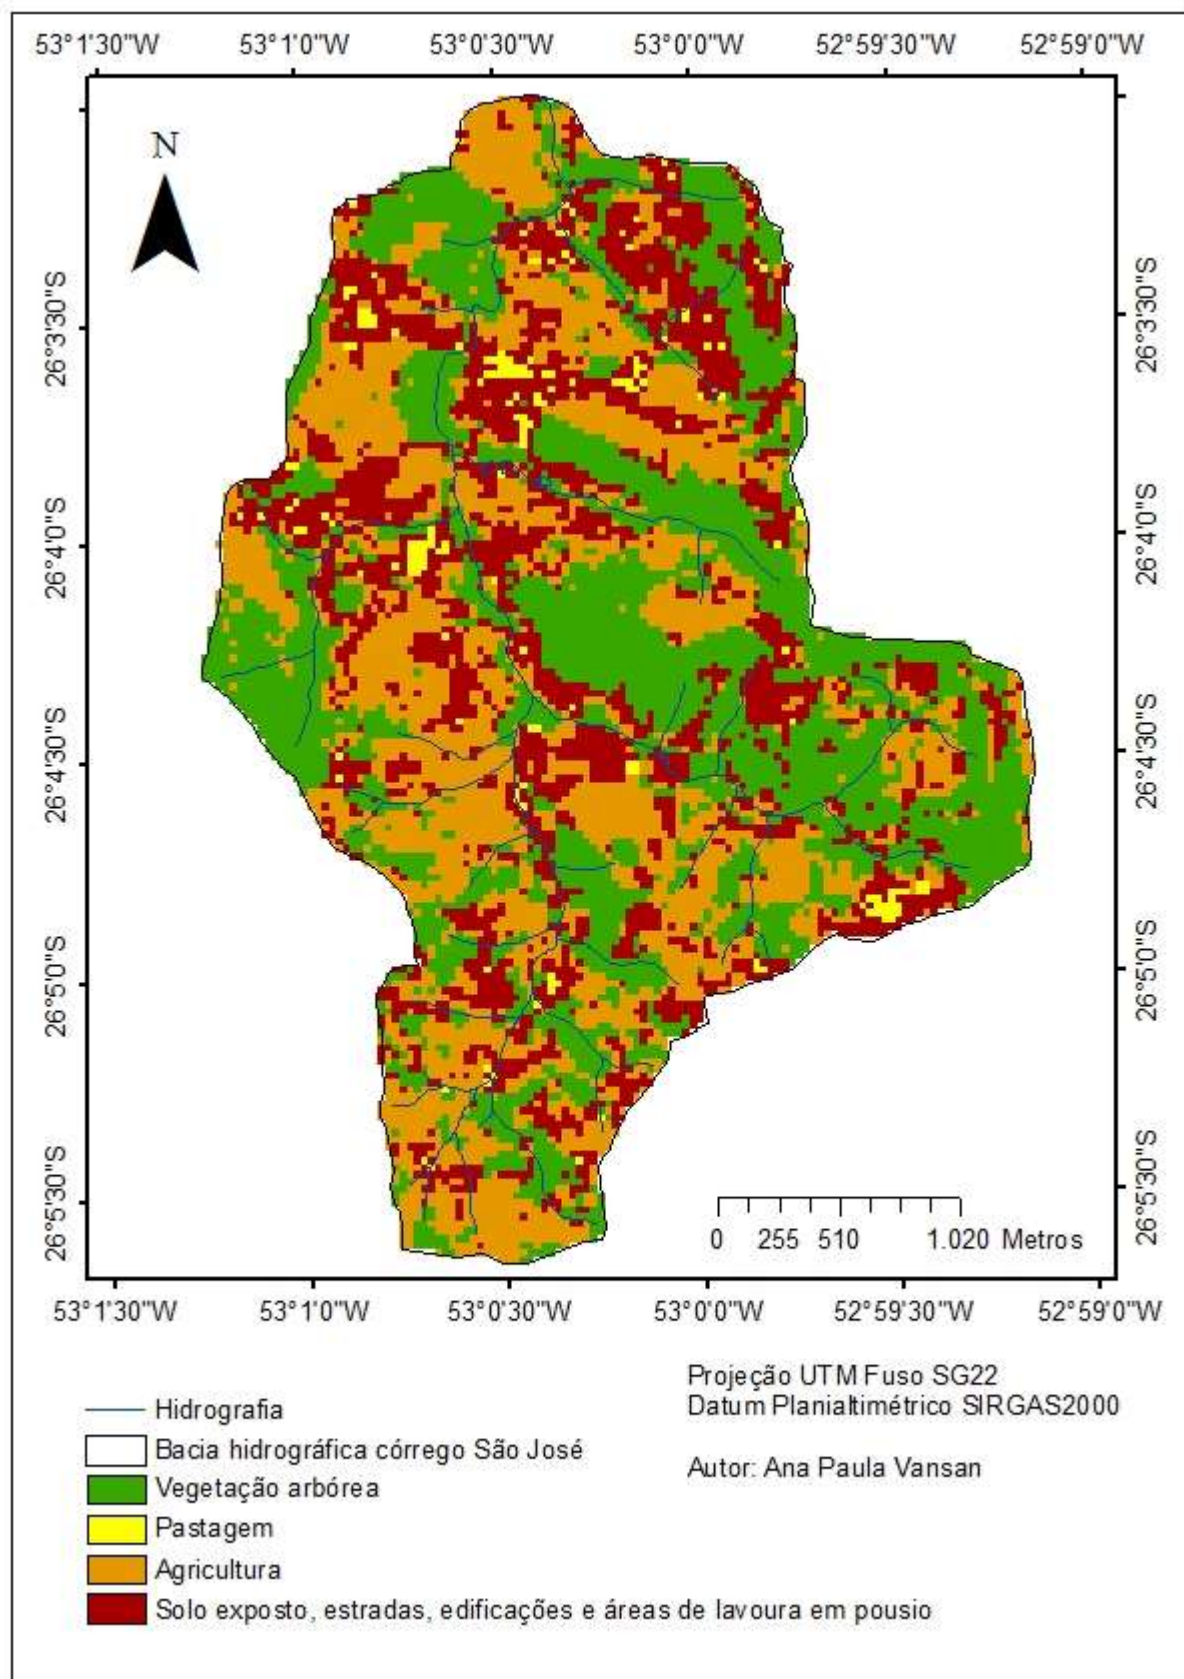 53°1'30"W 53°1'0"W 53°0'30"W 53°0'0"W 52°59'30"W 52°59'0"W
N
26°3'30"S 26°3'30"S
26°4'0"S 26°4'0"S
26°4'30"S 26°4'30"S
26°5'0"S 26°5'0"S
26°5'30"S 26°5'30"S
0 255 510 1.020 Metros
53°1'30"W 53°1'0"W 53°0'30"W 53°0'0"W 52°59'30"W 52°59'0"W
Projeção UTM Fuso SG22
Datum Planialtimétrico SIRGAS2000
Autor: Ana Paula Vansan
Hidrografia
Bacia hidrográfica córrego São José
Vegetação arbórea
Pastagem
Agricultura
Solo exposto, estradas, edificações e áreas de lavoura em pousio